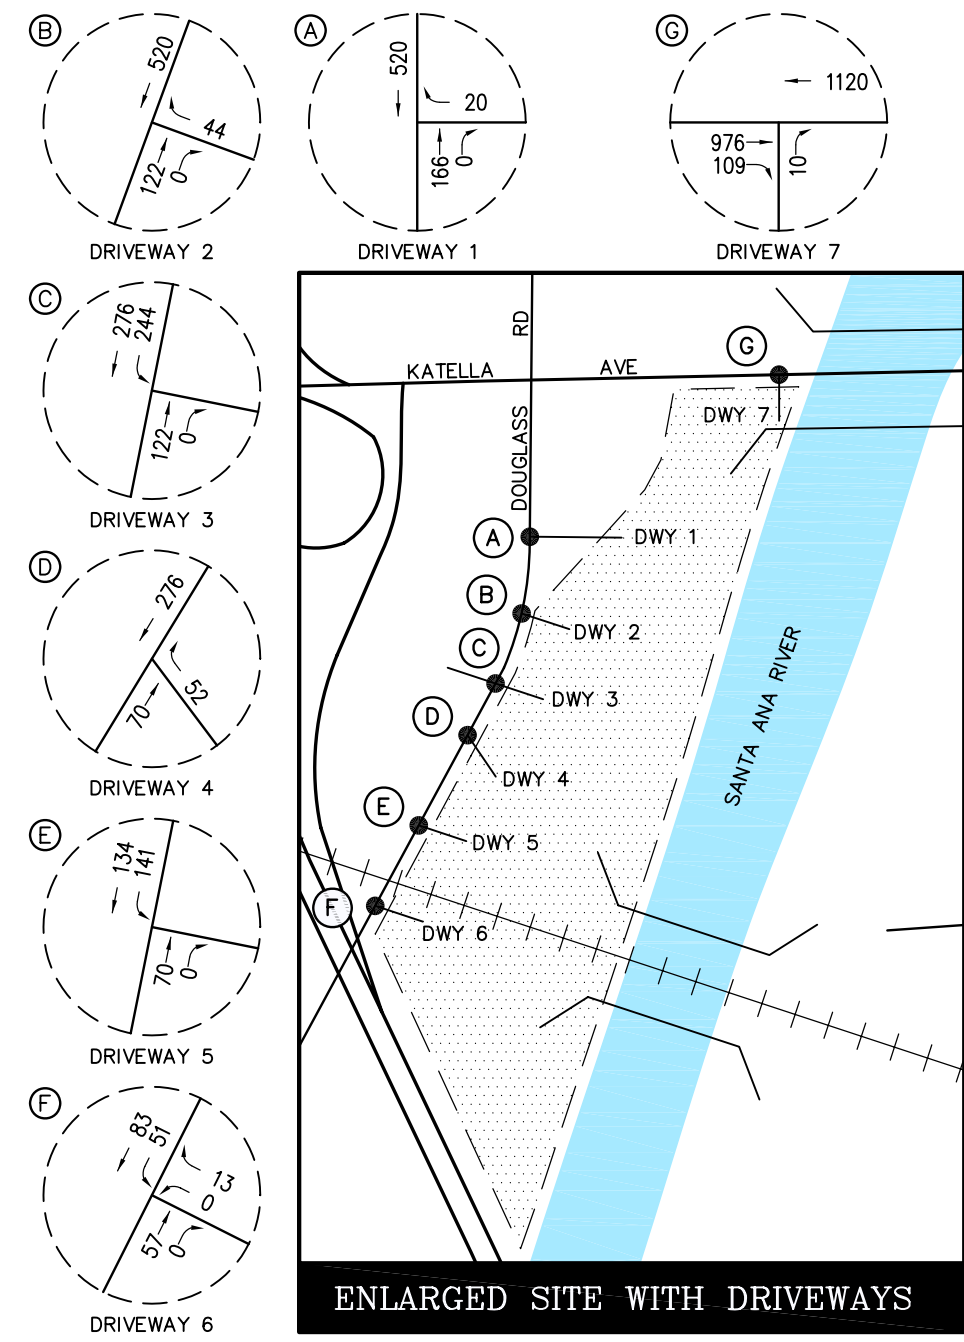 B
520
44
122
0
DRIVEWAY 2
A
520
20
166
0
DRIVEWAY 1
G
1120
976
109
10
DRIVEWAY 7
C
276
244
122
0
DRIVEWAY 3
D
276
52
70
DRIVEWAY 4
E
134
141
70
0
DRIVEWAY 5
F
83
51
13
0
57
0
DRIVEWAY 6
KATELLA AVE
DOUGLASS RD
G
DWY 7
A
DWY 1
B
DWY 2
C
DWY 3
D
DWY 4
E
DWY 5
F
DWY 6
SANTA ANA RIVER
ENLARGED SITE WITH DRIVEWAYS